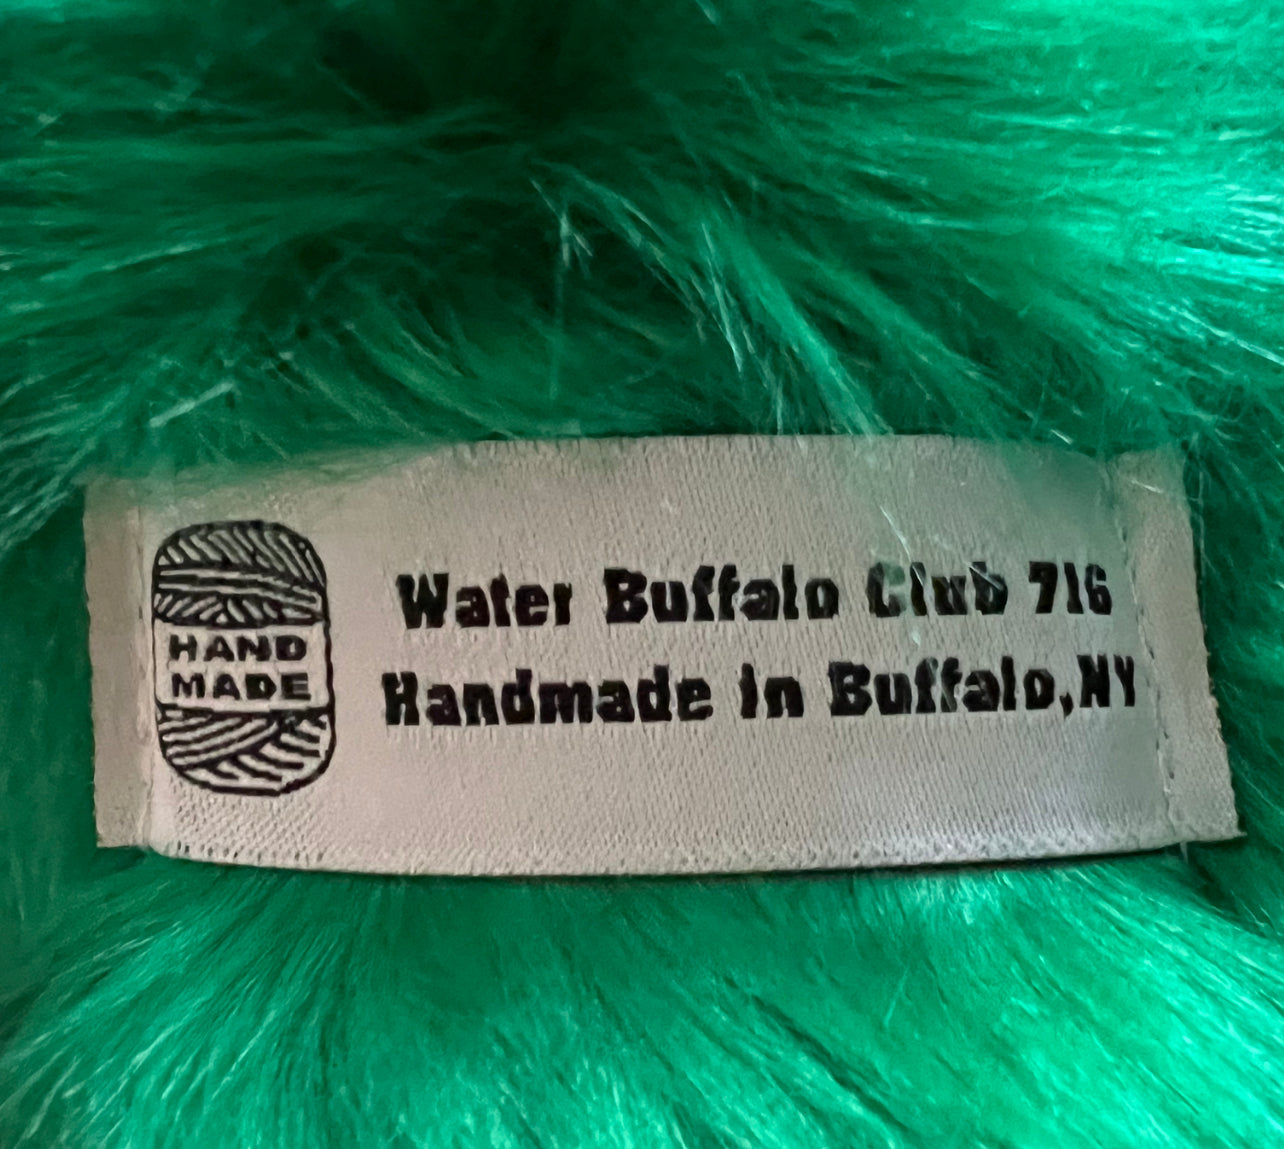 HAND
MADE
Water Buffalo Club 716
Handmade in Buffalo,NY